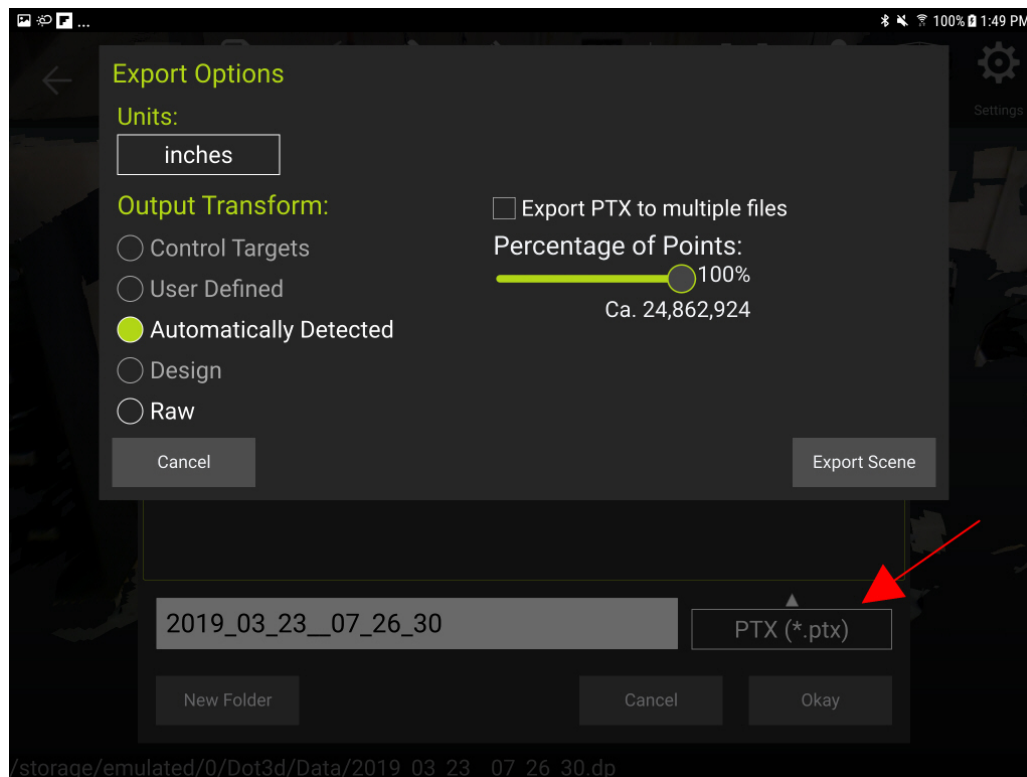 ... 100% 1:49 PM
Export Options
Settings
Units:
inches
Output Transform:
Export PTX to multiple files
Control Targets
Percentage of Points:
100%
User Defined
Ca. 24,862,924
Automatically Detected
Design
Raw
Cancel
Export Scene
2019_03_23__07_26_30
PTX (*.ptx)
New Folder
Cancel
Okay
/storage/emulated/0/Dot3d/Data/2019_03_23__07_26_30.dp